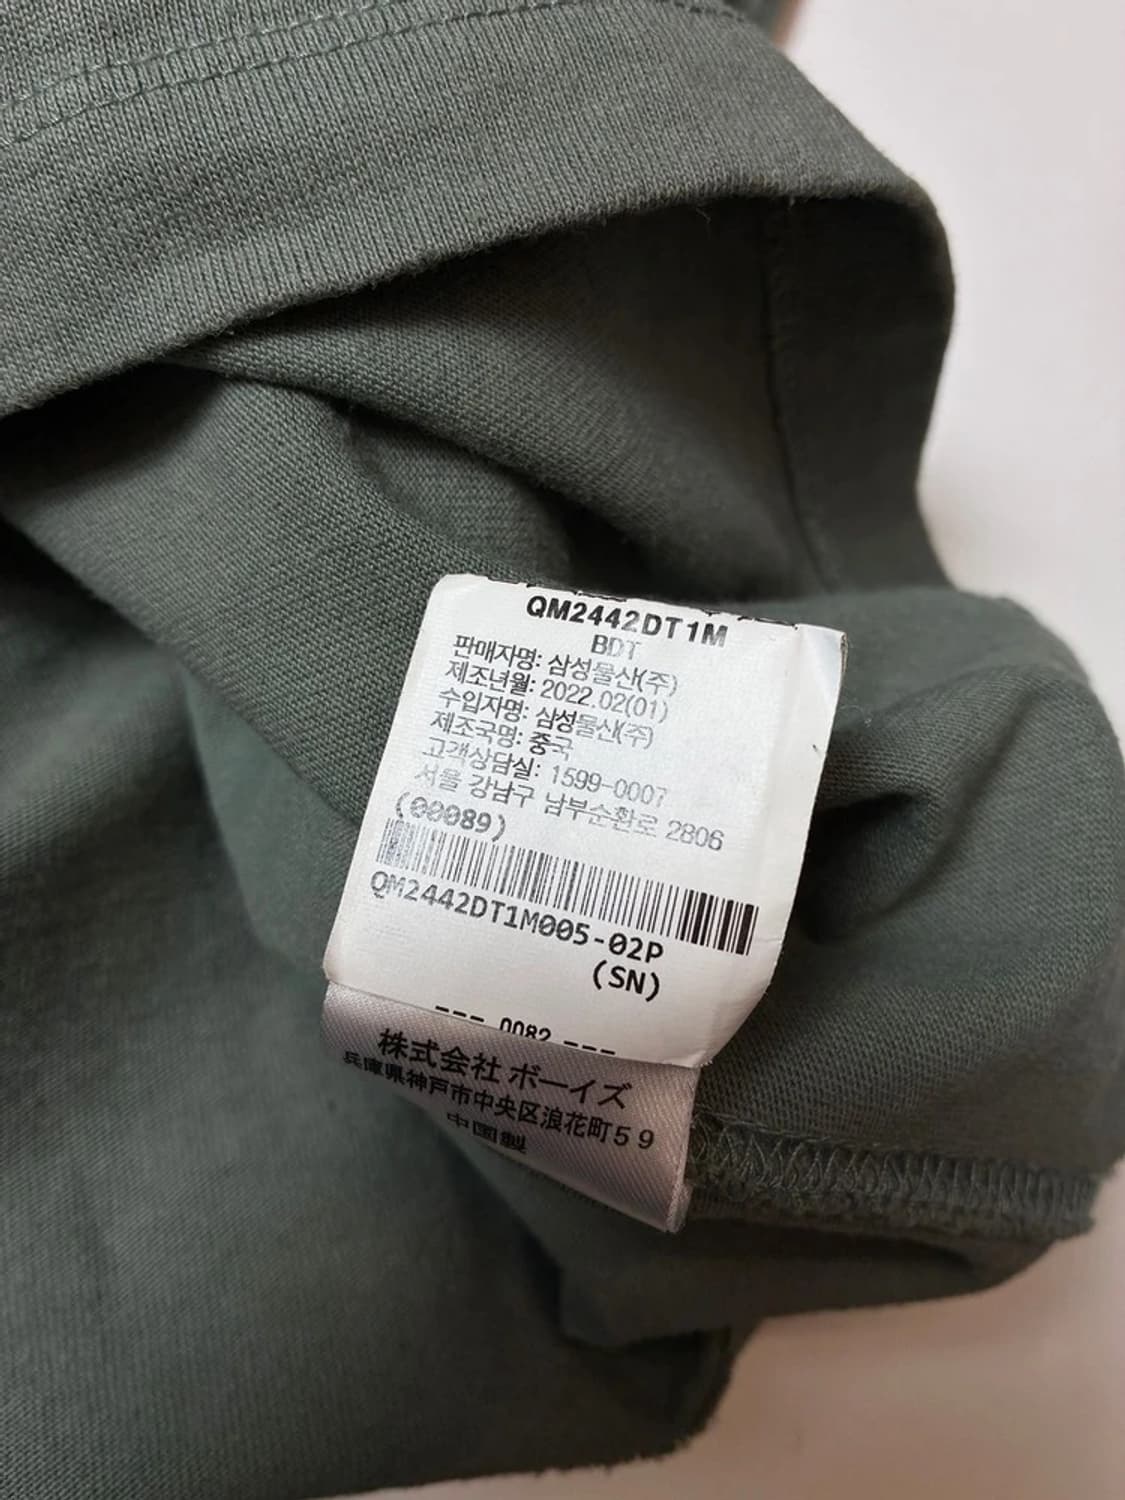 QM2442DT1M
BDT
판매자명: 삼성물산(주)
제조년월: 2022.02(01)
수입자명: 삼성물산(주)
제조국명: 중국
고객상담실: 1599-0007
서울 강남구 남부순환로 2806
(00089)
QM2442DT1M005-02P
(SN)
--- 0082 ---
株式会社 ボーイズ
兵庫県神戸市中央区浪花町59
中国製